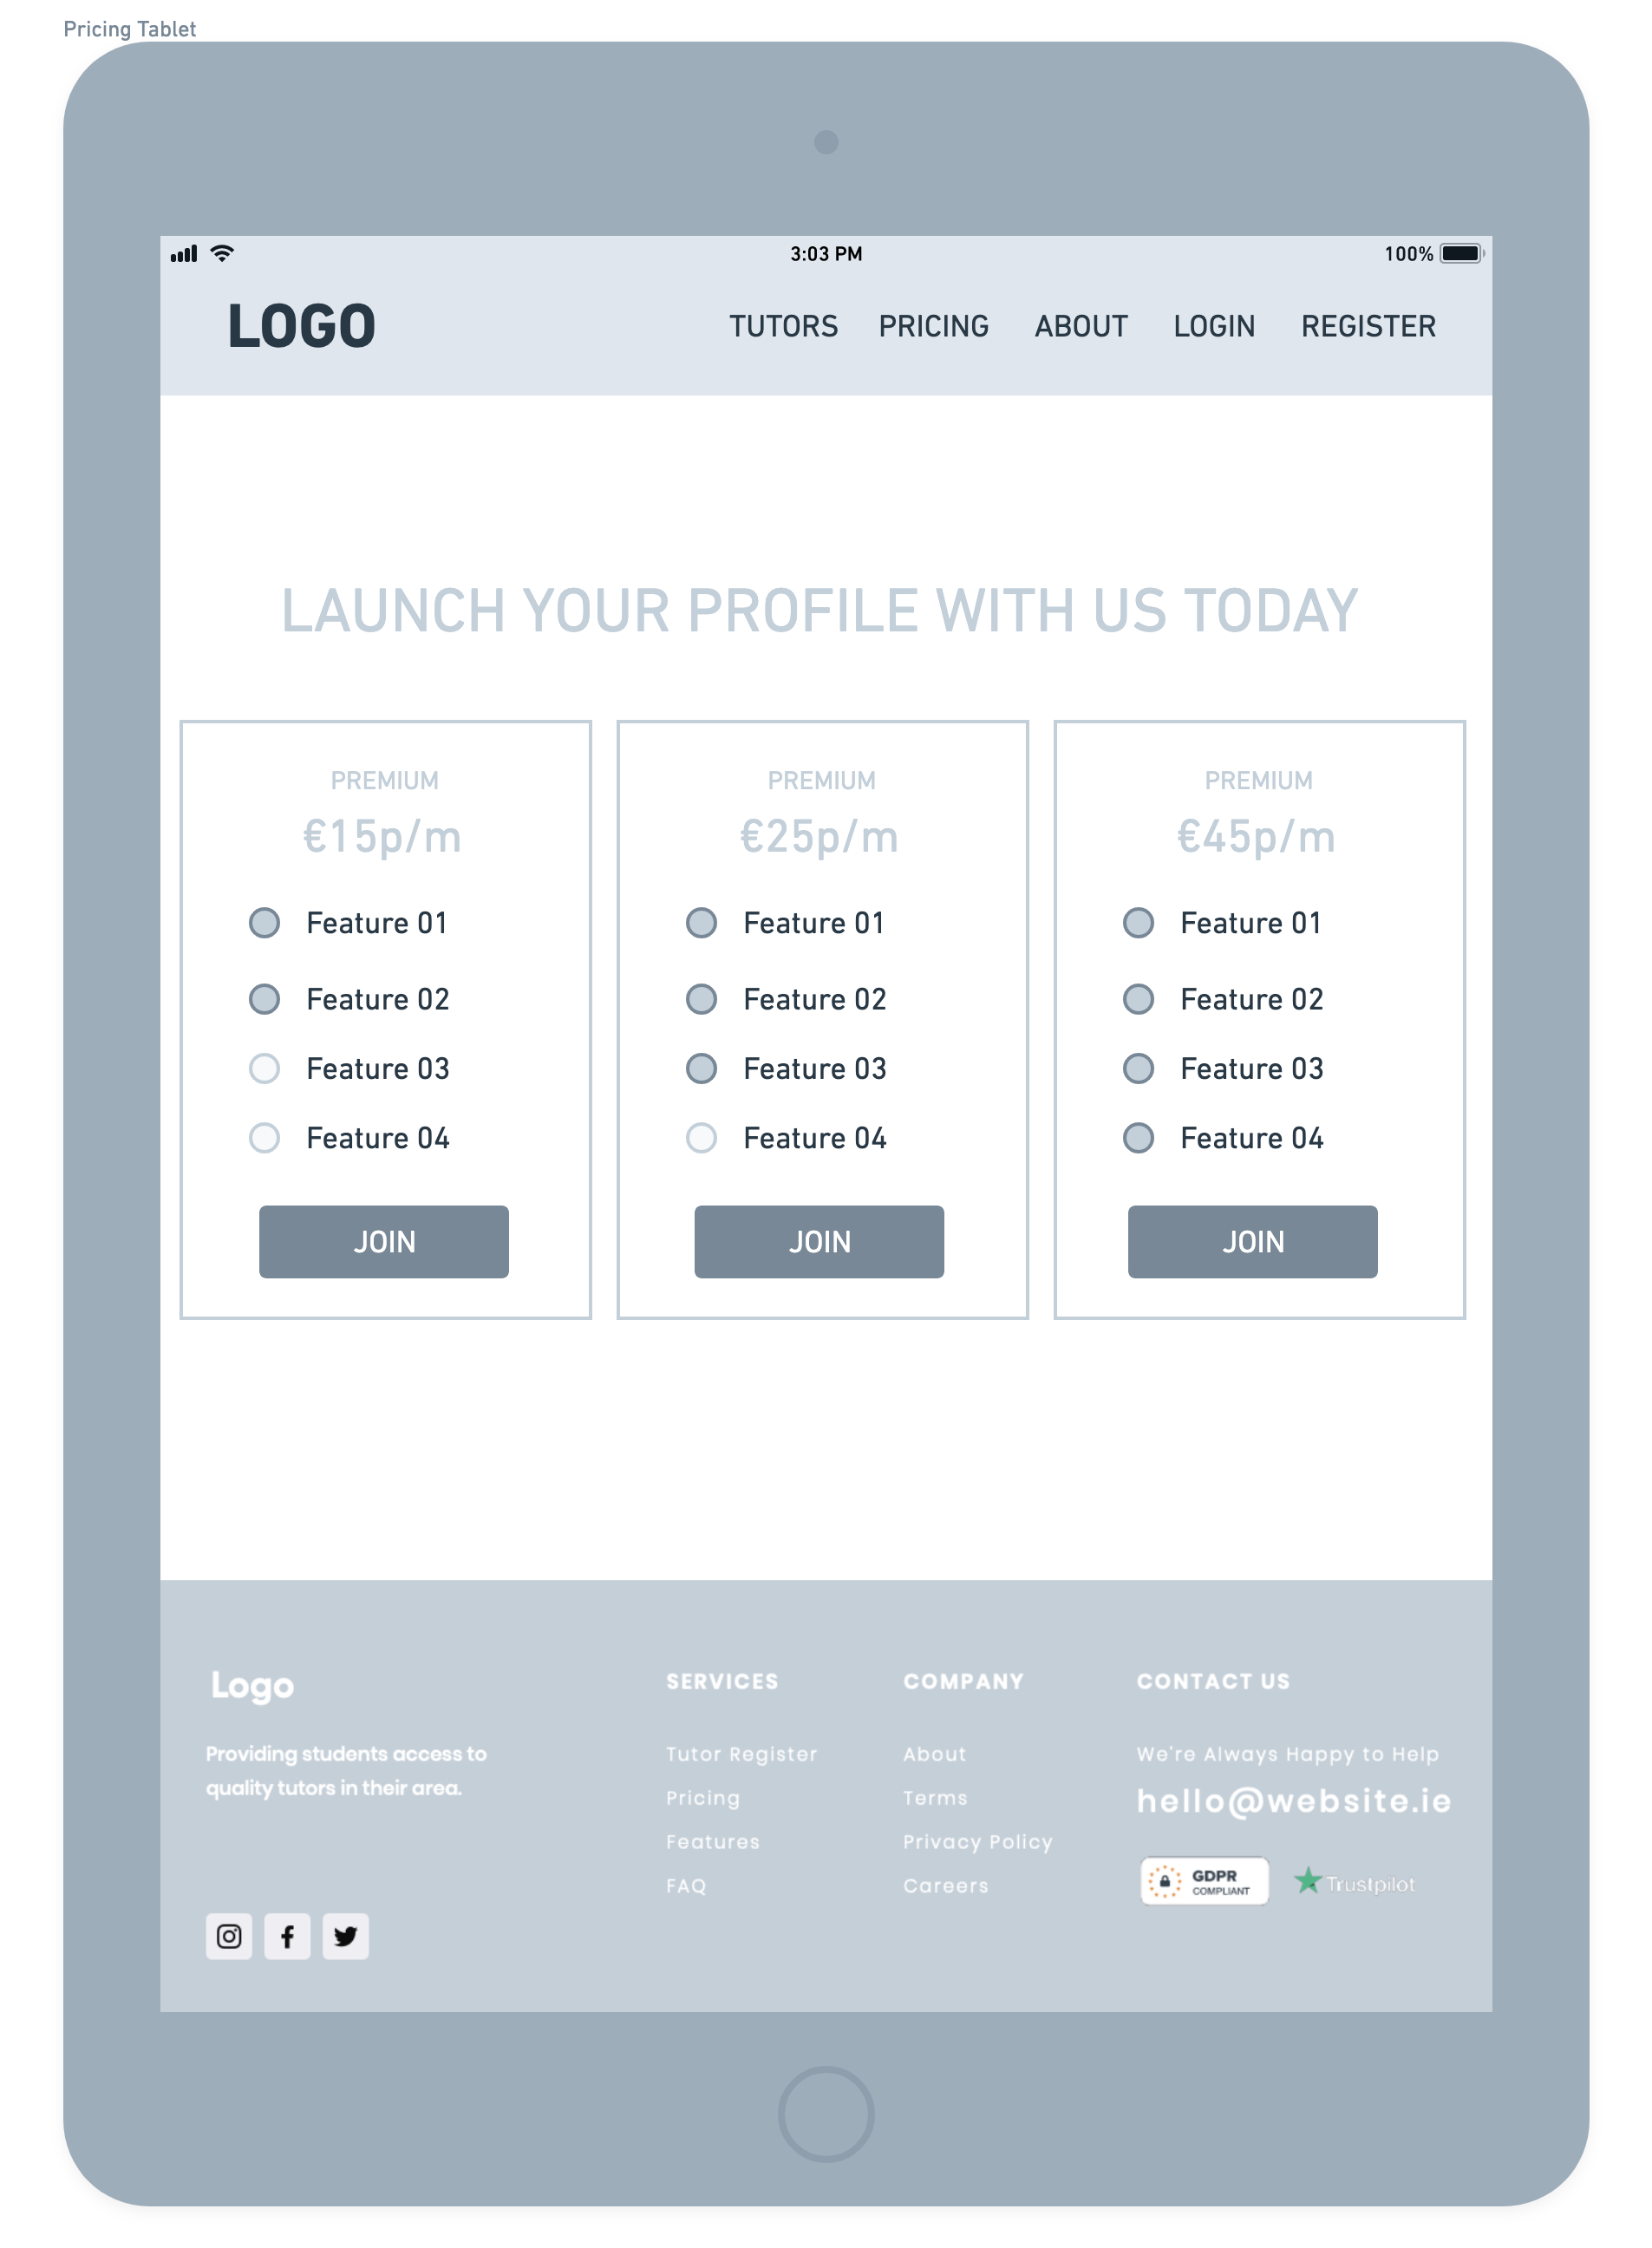 Pricing Tablet
3:03 PM
100%
LOGO
TUTORS PRICING ABOUT LOGIN REGISTER
LAUNCH YOUR PROFILE WITH US TODAY
PREMIUM
€15p/m
Feature 01
Feature 02
Feature 03
Feature 04
JOIN
PREMIUM
€25p/m
Feature 01
Feature 02
Feature 03
Feature 04
JOIN
PREMIUM
€45p/m
Feature 01
Feature 02
Feature 03
Feature 04
JOIN
Logo
Providing students access to
quality tutors in their area.
SERVICES
Tutor Register
Pricing
Features
FAQ
COMPANY
About
Terms
Privacy Policy
Careers
CONTACT US
We're Always Happy to Help
hello@website.ie
GDPR
COMPLIANT
Trustpilot